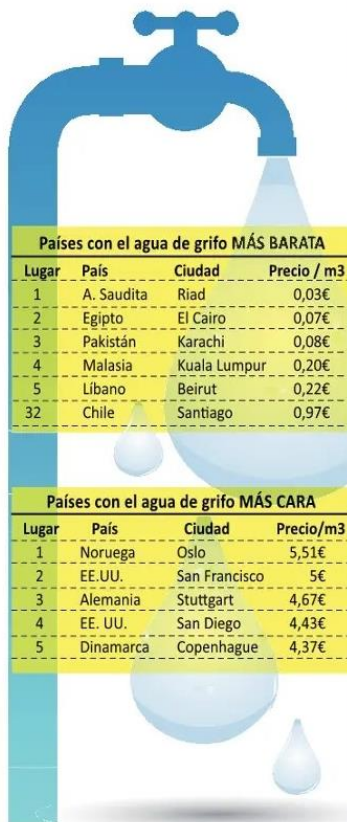 Países con el agua de grifo MÁS BARATA
Lugar País Ciudad Precio / m3
1 A. Saudita Riad 0,03€
2 Egipto El Cairo 0,07€
3 Pakistán Karachi 0,08€
4 Malasia Kuala Lumpur 0,20€
5 Líbano Beirut 0,22€
32 Chile Santiago 0,97€
Países con el agua de grifo MÁS CARA
Lugar País Ciudad Precio/m3
1 Noruega Oslo 5,51€
2 EE.UU. San Francisco 5€
3 Alemania Stuttgart 4,67€
4 EE. UU. San Diego 4,43€
5 Dinamarca Copenhague 4,37€